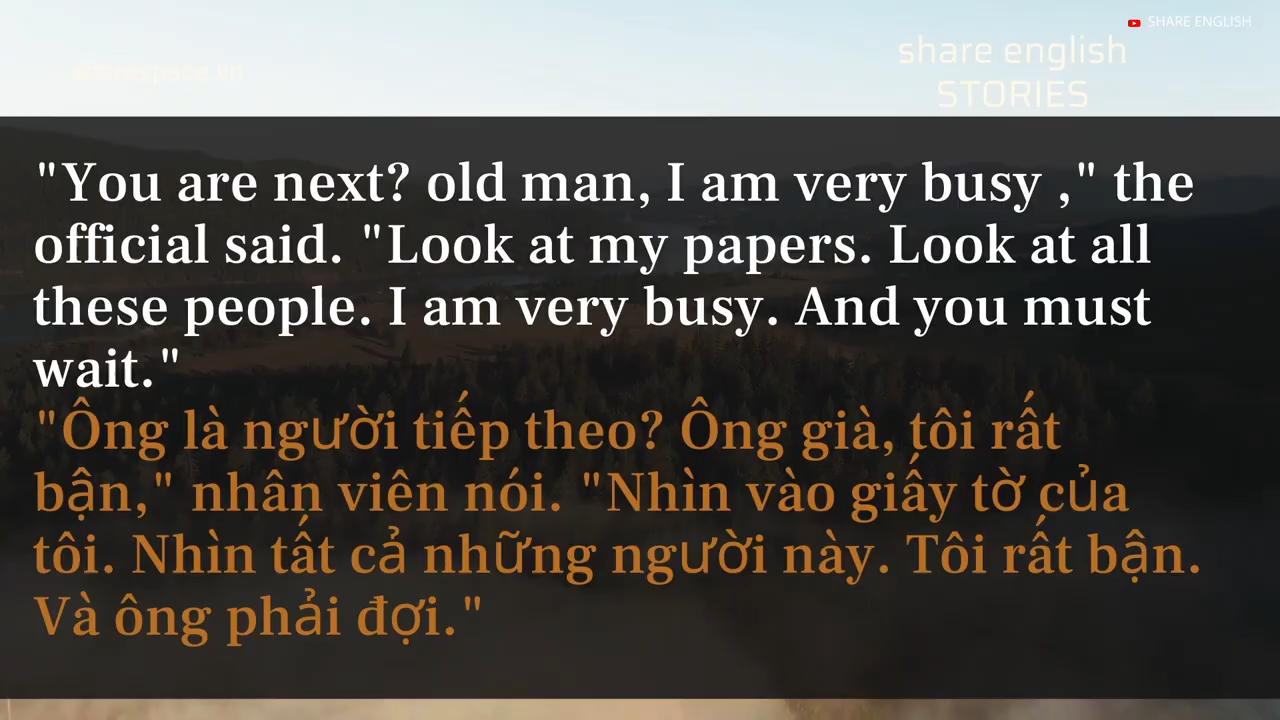 SHARE ENGLISH
share english
STORIES
"You are next? old man, I am very busy ," the
official said. "Look at my papers. Look at all
these people. I am very busy. And you must
wait."
"Ông là người tiếp theo? Ông già, tôi rất
bận," nhân viên nói. "Nhìn vào giấy tờ của
tôi. Nhìn tất cả những người này. Tôi rất bận.
Và ông phải đợi."